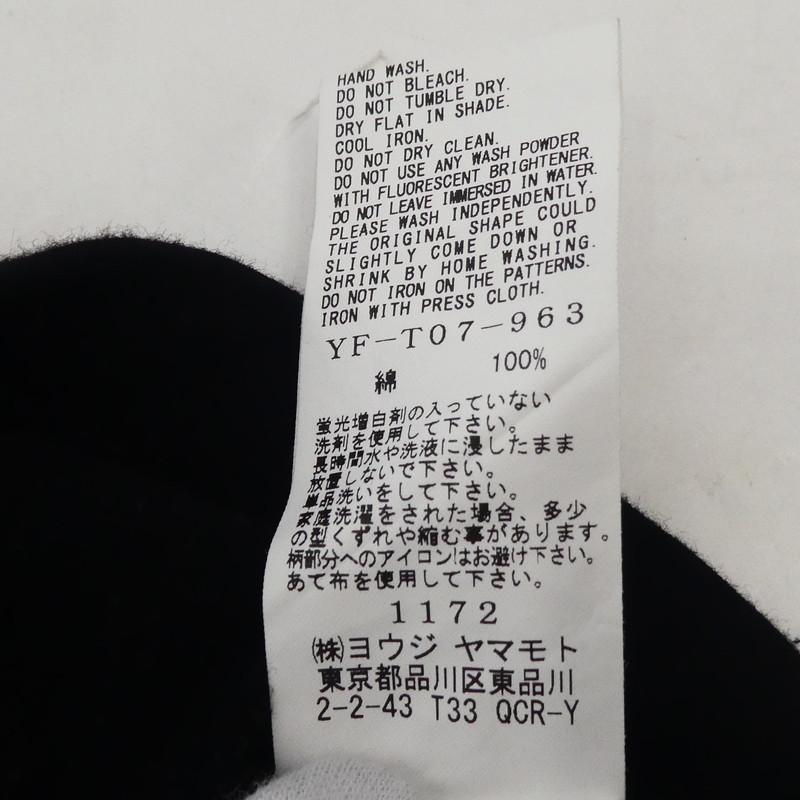 HAND WASH.
DO NOT BLEACH.
DO NOT TUMBLE DRY.
DRY FLAT IN SHADE.
COOL IRON.
DO NOT DRY CLEAN.
DO NOT USE ANY WASH POWDER
WITH FLUORESCENT BRIGHTENER.
DO NOT LEAVE IMMERSED IN WATER.
PLEASE WASH INDEPENDENTLY.
THE ORIGINAL SHAPE COULD
SLIGHTLY COME DOWN OR
SHRINK BY HOME WASHING.
DO NOT IRON ON THE PATTERNS.
IRON WITH PRESS CLOTH.
YF-T07-963
綿 100%
蛍光増白剤の入っていない
洗剤を使用して下さい。
長時間水や洗液に浸したまま
放置しないで下さい。
単品洗いをして下さい。
家庭洗濯をされた場合、多少
の型くずれや縮む事があります。
柄部分へのアイロンはお避け下さい。
あて布を使用して下さい。
1172
㈱ヨウジ ヤマモト
東京都品川区東品川
2-2-43 T33 QCR-Y